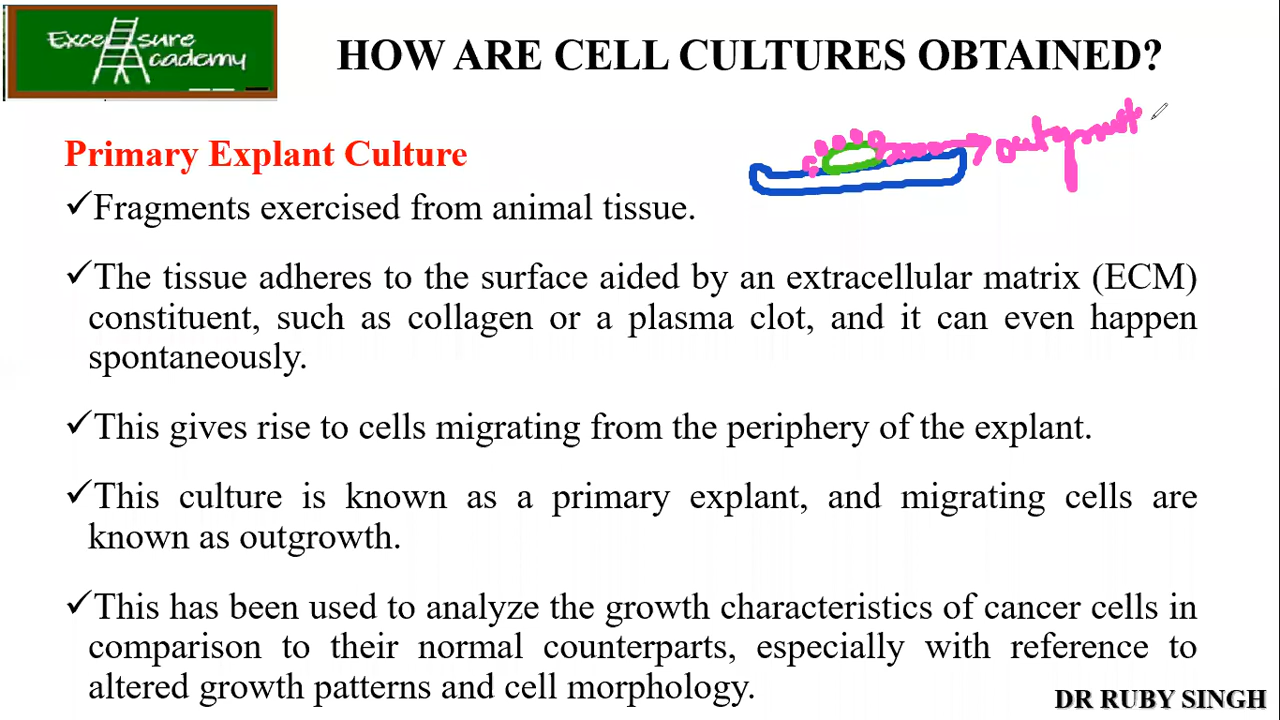 Excelsure
Academy
HOW ARE CELL CULTURES OBTAINED?
outgrowth
Primary Explant Culture
✓Fragments exercised from animal tissue.
✓The tissue adheres to the surface aided by an extracellular matrix (ECM)
constituent, such as collagen or a plasma clot, and it can even happen
spontaneously.
✓This gives rise to cells migrating from the periphery of the explant.
✓This culture is known as a primary explant, and migrating cells are
known as outgrowth.
✓This has been used to analyze the growth characteristics of cancer cells in
comparison to their normal counterparts, especially with reference to
altered growth patterns and cell morphology.
DR RUBY SINGH